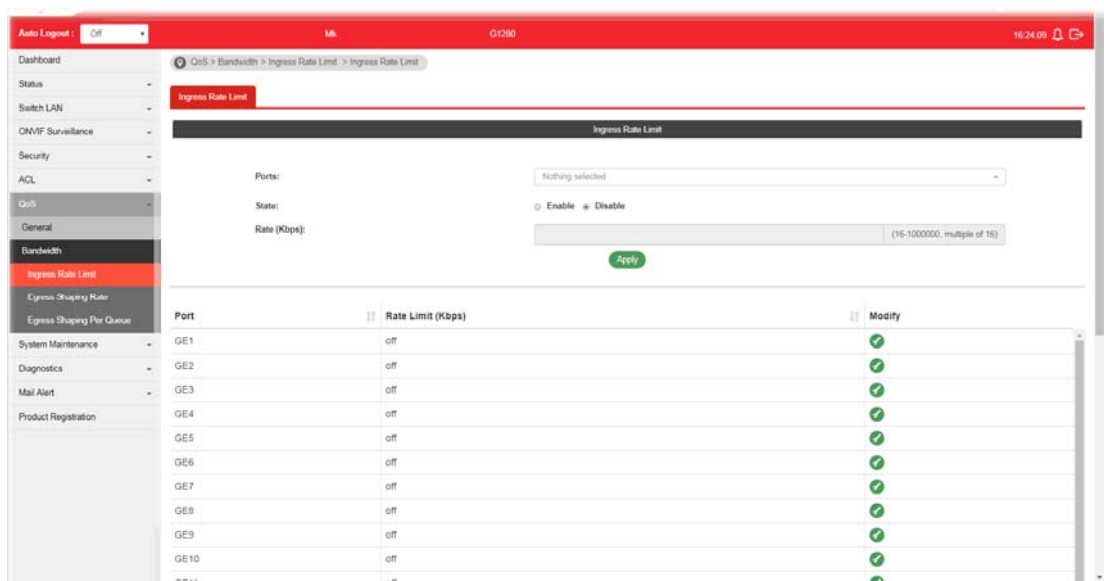 Auto Logout : Off Mk G1280 16:24:09
Dashboard
Status
Switch LAN
ONVIF Surveillance
Security
ACL
QoS
General
Bandwidth
Ingress Rate Limit
Egress Shaping Rate
Egress Shaping Per Queue
System Maintenance
Diagnostics
Mail Alert
Product Registration
QoS > Bandwidth > Ingress Rate Limit > Ingress Rate Limit
Ingress Rate Limit
Ingress Rate Limit
Ports: Nothing selected
State: Enable Disable
Rate (Kbps): (16-1000000, multiple of 16)
Apply
Port Rate Limit (Kbps) Modify
GE1 off
GE2 off
GE3 off
GE4 off
GE5 off
GE6 off
GE7 off
GE8 off
GE9 off
GE10 off